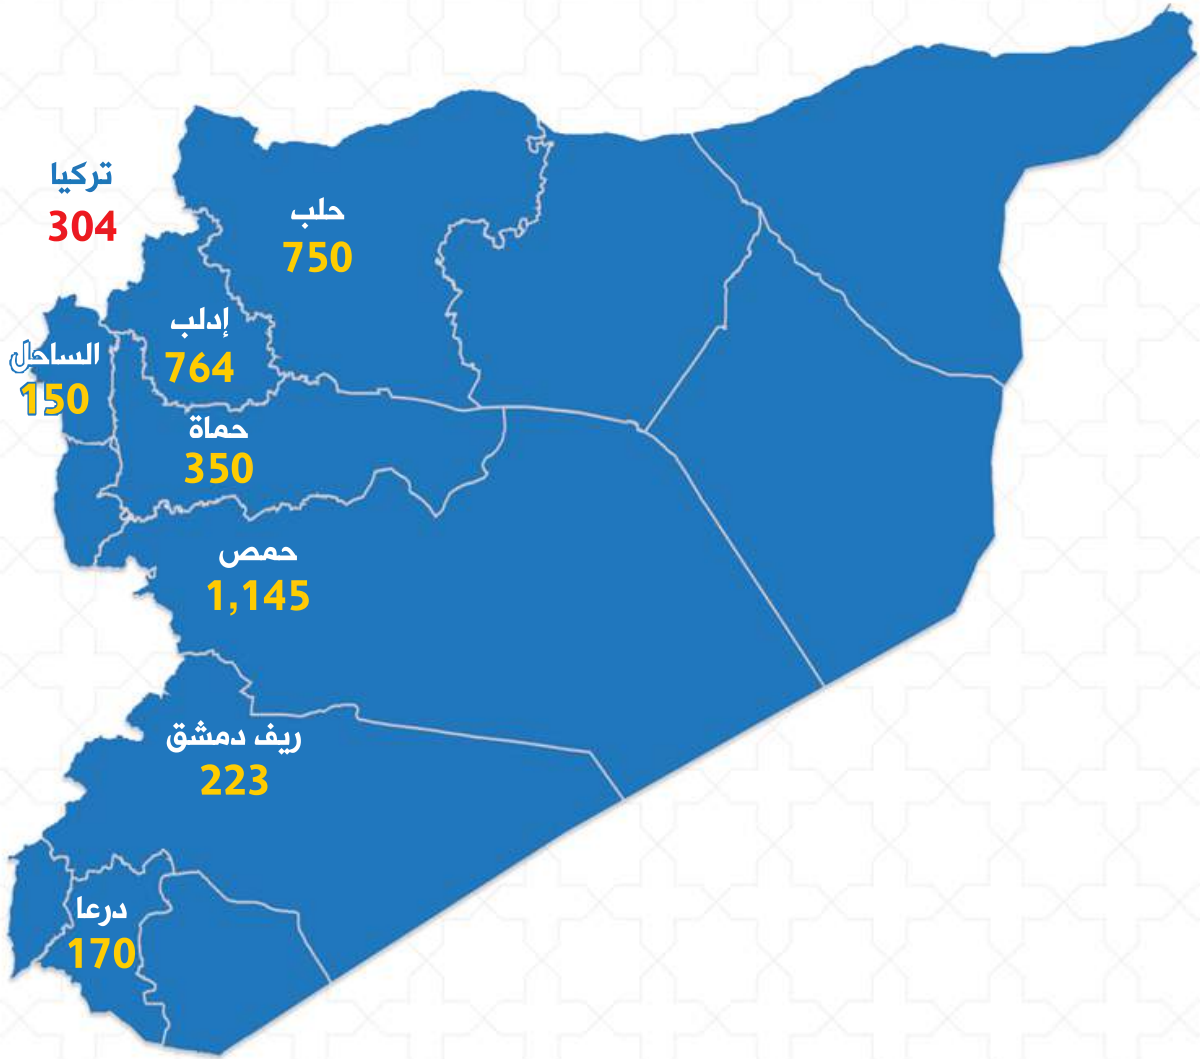 تركيا
304
حلب
750
إدلب
764
الساحل
150
حماة
350
حمص
1,145
ريف دمشق
223
درعا
170